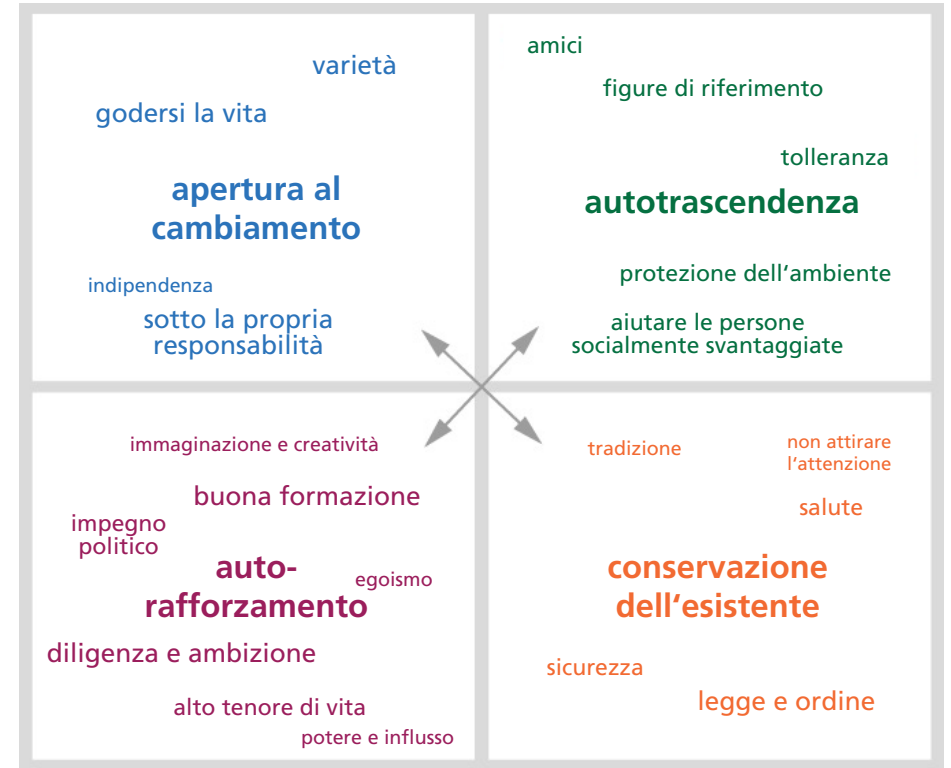 varietà
godersi la vita
apertura al
cambiamento
indipendenza
sotto la propria
responsabilità
amici
figure di riferimento
tolleranza
autotrascendenza
protezione dell‘ambiente
aiutare le persone
socialmente svantaggiate
immaginazione e creatività
buona formazione
impegno
politico
auto-
rafforzamento
egoismo
diligenza e ambizione
alto tenore di vita
potere e influsso
tradizione
non attirare
l‘attenzione
salute
conservazione
dell‘esistente
sicurezza
legge e ordine